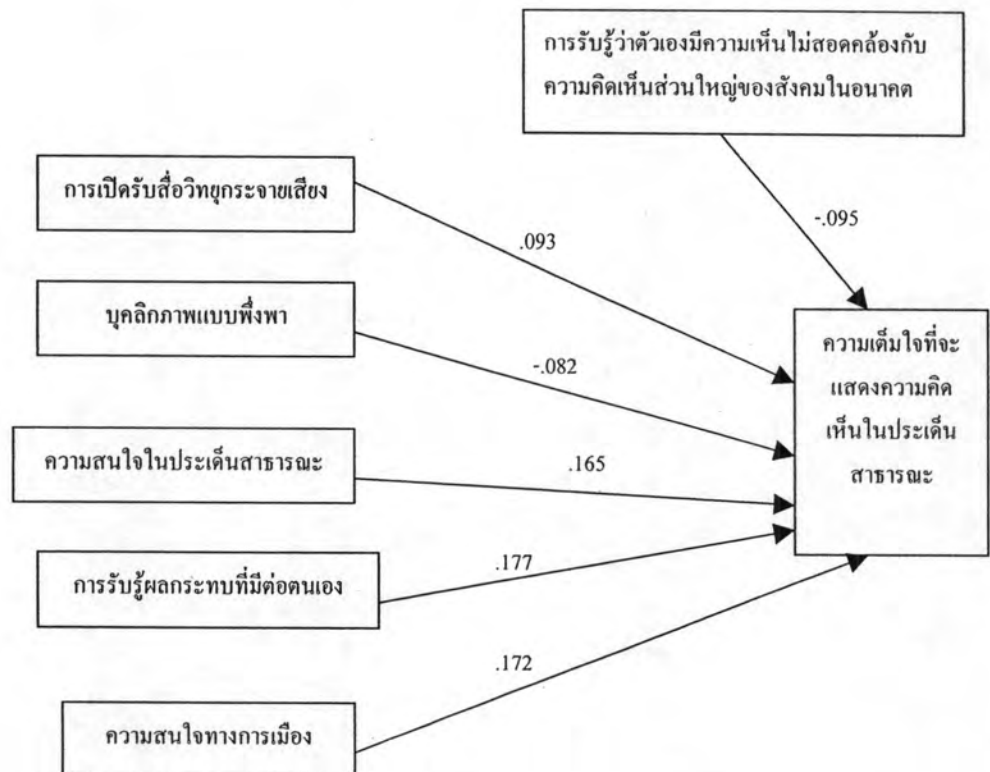 การรับรู้ว่าตัวเองมีความเห็นไม่สอดคล้องกับ
ความคิดเห็นส่วนใหญ่ของสังคมในอนาคต
การเปิดรับสื่อวิทยุกระจายเสียง
-.095
.093
บุคลิกภาพแบบพึ่งพา
-.082
ความเต็มใจที่จะ
แสดงความคิด
เห็นในประเด็น
สาธารณะ
ความสนใจในประเด็นสาธารณะ
.165
การรับรู้ผลกระทบที่มีต่อตนเอง
.177
.172
ความสนใจทางการเมือง